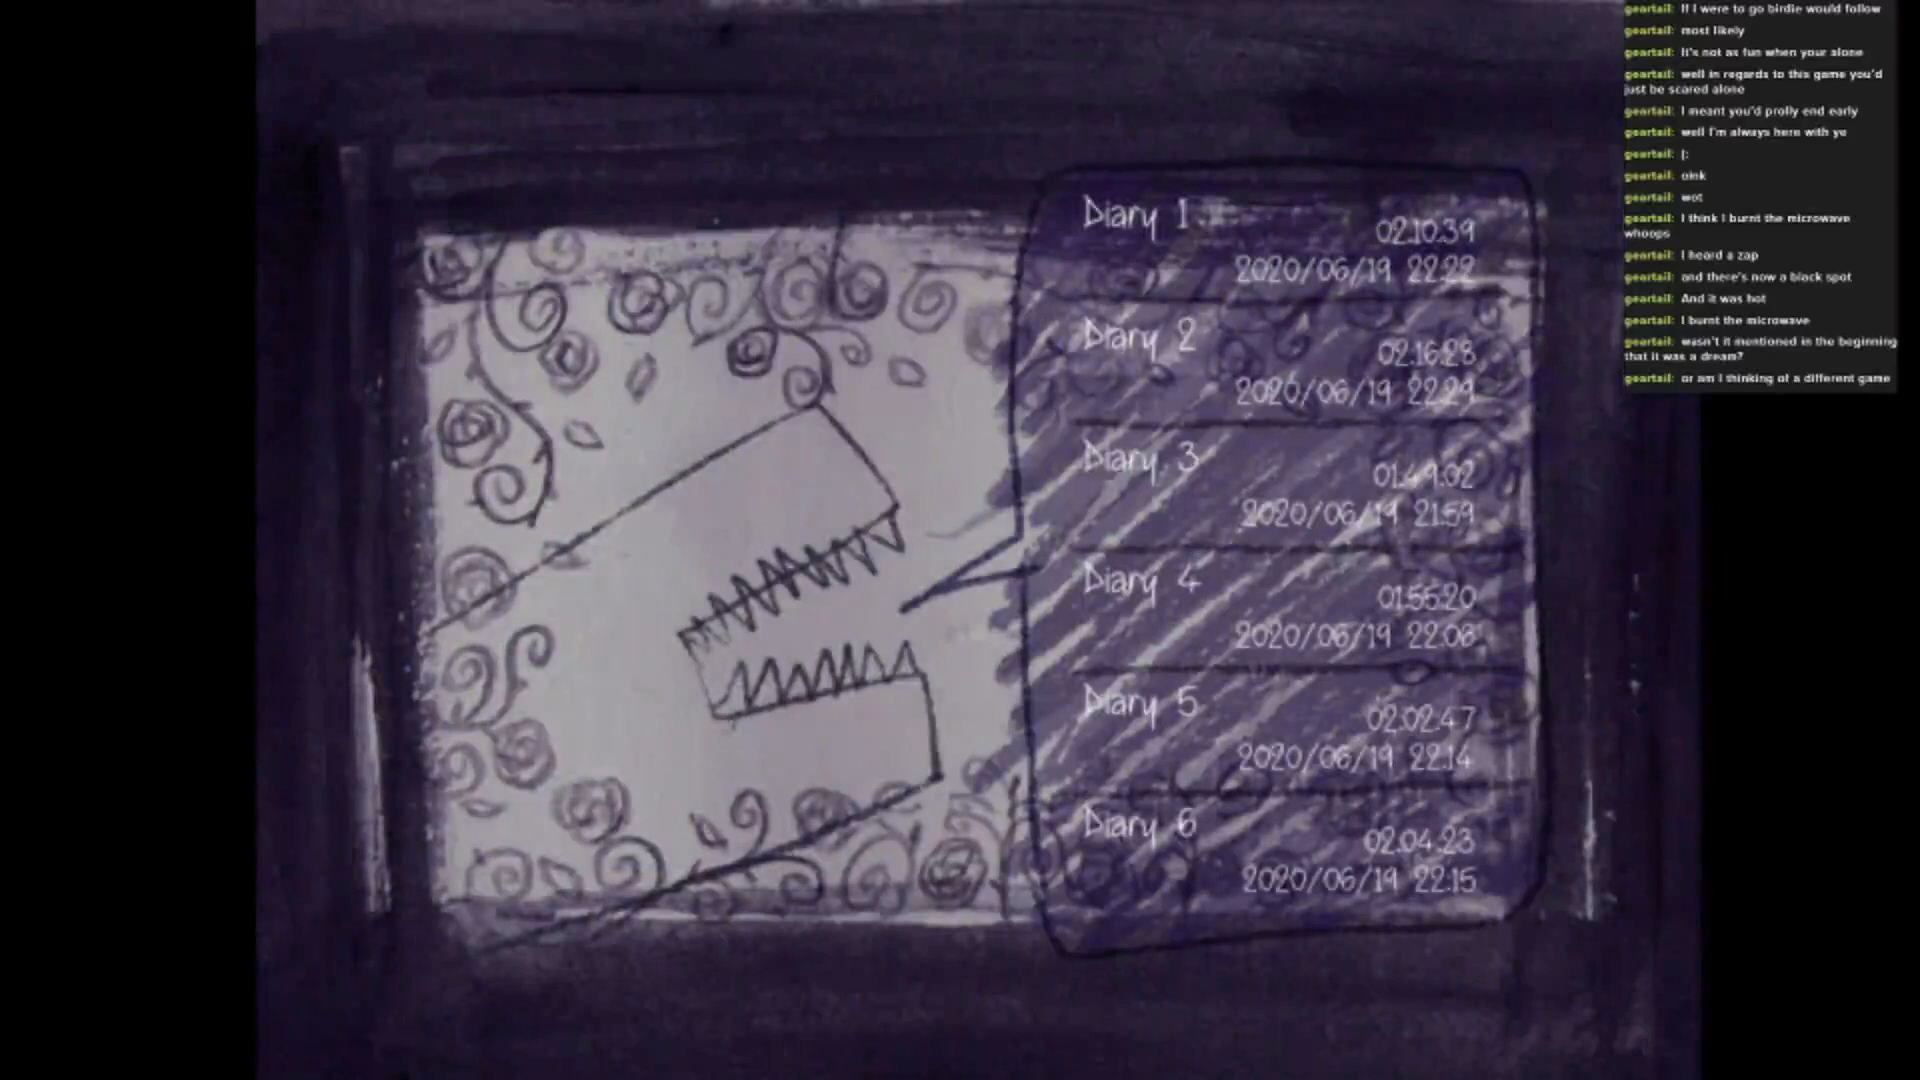 Diary 1
02.10.39
2020/06/19 22:22
Diary 2
02.16.28
2020/06/19 22:29
Diary 3
01.49.02
2020/06/19 21:59
Diary 4
01.55.20
2020/06/19 22:06
Diary 5
02.02.47
2020/06/19 22:14
Diary 6
02.04.23
2020/06/19 22:15
geartail: If I were to go birdie would follow
geartail: most likely
geartail: It's not as fun when your alone
geartail: well in regards to this game you'd
just be scared alone
geartail: I meant you'd prolly end early
geartail: well I'm always here with ye
geartail: (:
geartail: oink
geartail: wot
geartail: I think I burnt the microwave
whoops
geartail: I heard a zap
geartail: and there's now a black spot
geartail: And it was hot
geartail: I burnt the microwave
geartail: wasn't it mentioned in the beginning
that it was a dream?
geartail: or am I thinking of a different game